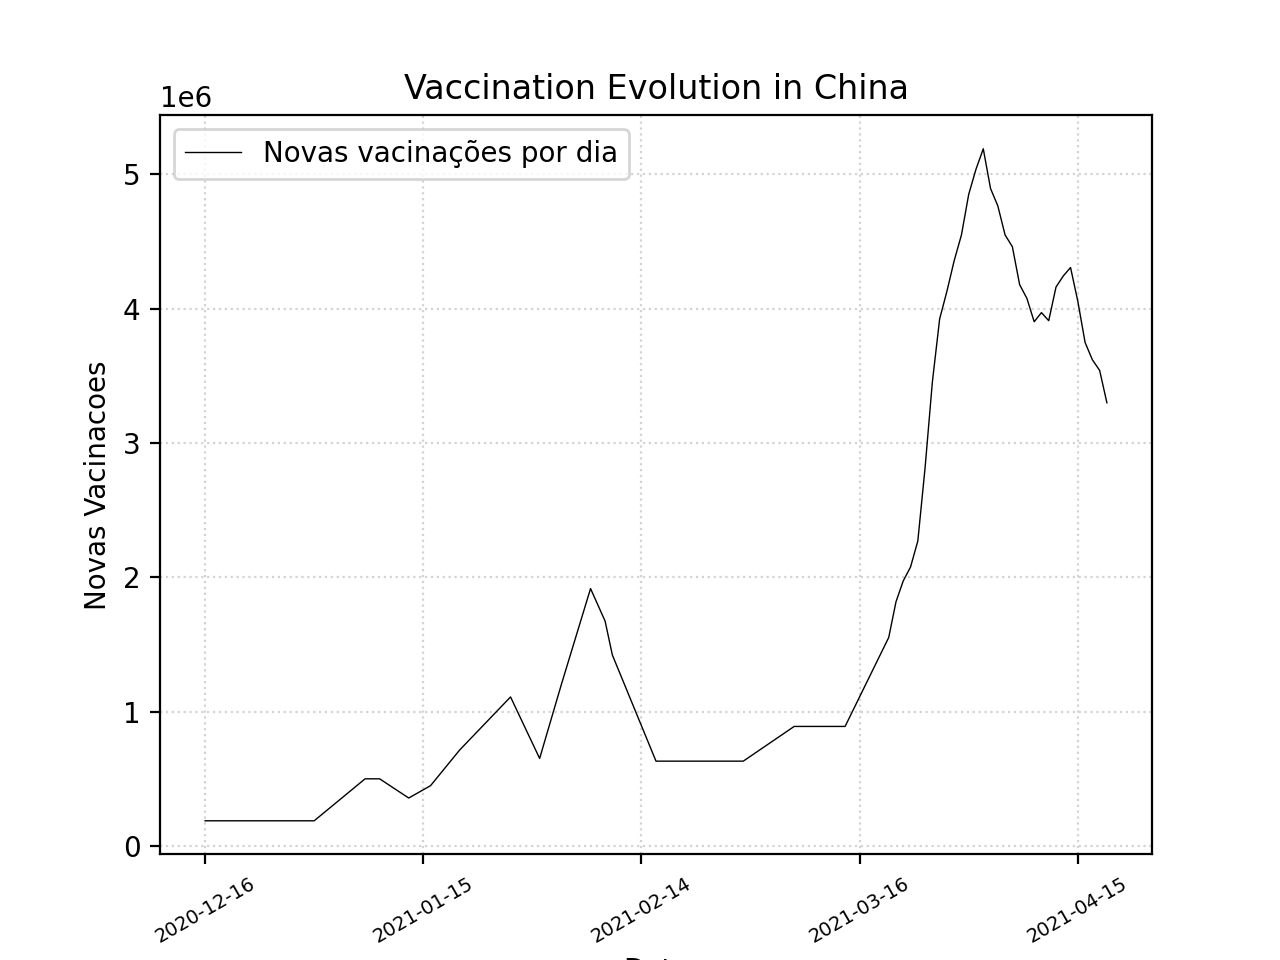 Vaccination Evolution in China
1e6
Novas vacinações por dia
5
4
3
2
1
0
Novas Vacinacoes
2020-12-16
2021-01-15
2021-02-14
2021-03-16
2021-04-15